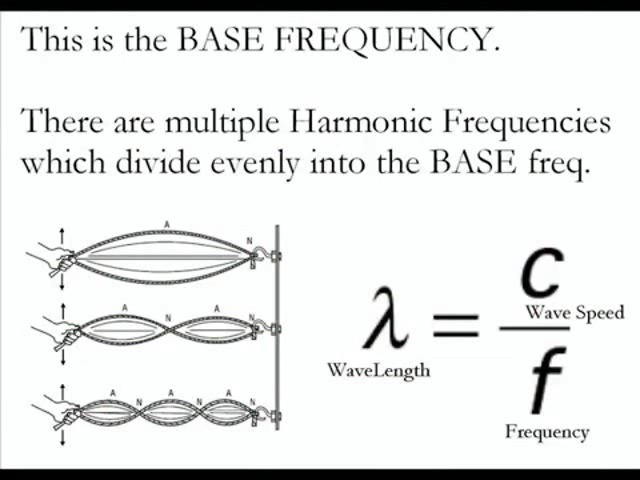 This is the BASE FREQUENCY.
There are multiple Harmonic Frequencies
which divide evenly into the BASE freq.
A
N
A
N
A
N
A
N
A
N
A
N
λ = c / f
Wave Speed
WaveLength
Frequency